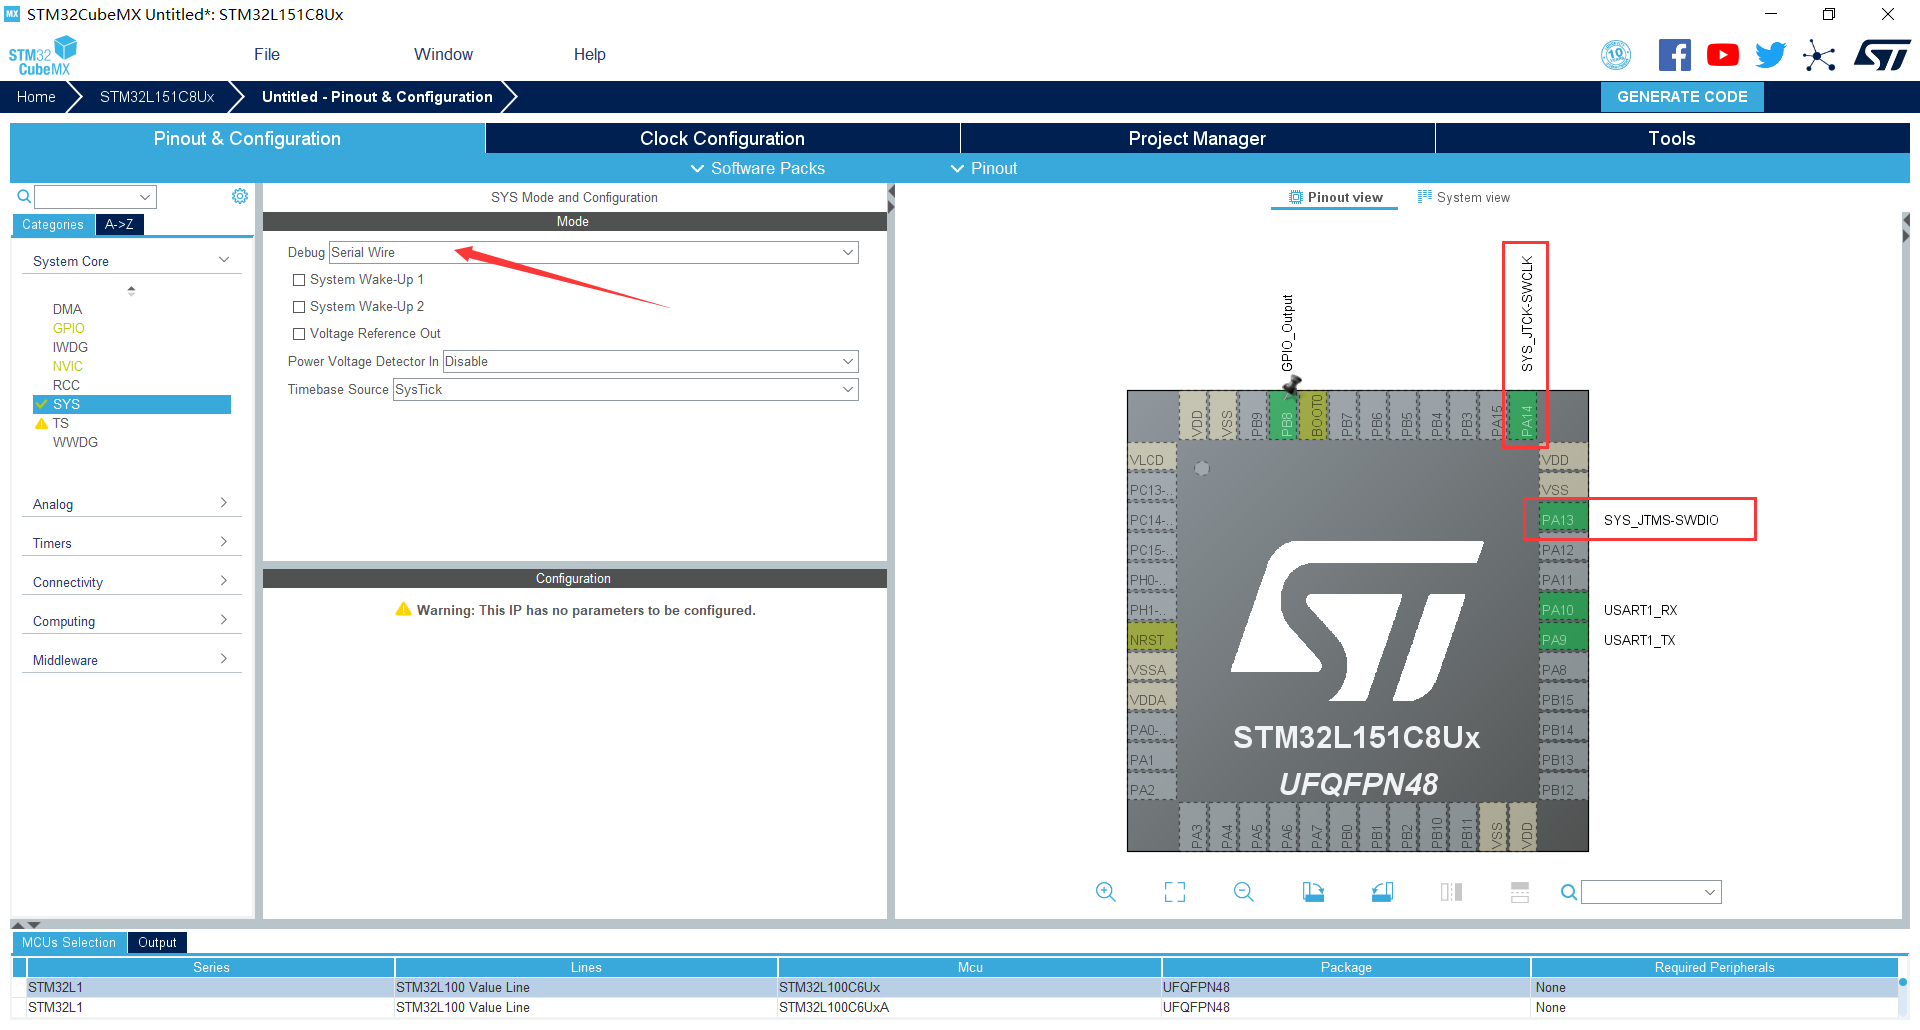 MX STM32CubeMX Untitled*: STM32L151C8Ux
STM32
CubeMX
File Window Help
10
Home STM32L151C8Ux Untitled - Pinout & Configuration GENERATE CODE
Pinout & Configuration Clock Configuration Project Manager Tools
Software Packs Pinout
SYS Mode and Configuration
Pinout view System view
Categories A->Z
Mode
System Core
DMA
GPIO
IWDG
NVIC
RCC
SYS
TS
WWDG
Analog
Timers
Connectivity
Computing
Middleware
Debug Serial Wire
System Wake-Up 1
System Wake-Up 2
Voltage Reference Out
Power Voltage Detector In Disable
Timebase Source SysTick
Configuration
Warning: This IP has no parameters to be configured.
GPIO_Output
SYS_JTCK-SWCLK
VDD
VSS
PB9
PB8
BOOT0
PB7
PB6
PB5
PB4
PB3
PA15
PA14
VLCD
PC13-..
PC14-..
PC15-..
PH0-..
PH1-..
NRST
VSSA
VDDA
PA0-..
PA1
PA2
VDD
VSS
PA13 SYS_JTMS-SWDIO
PA12
PA11
PA10 USART1_RX
PA9 USART1_TX
PA8
PB15
PB14
PB13
PB12
ST
STM32L151C8Ux
UFQFPN48
PA3
PA4
PA5
PA6
PA7
PB0
PB1
PB2
PB10
PB11
VSS
VDD
MCUs Selection Output
Series Lines Mcu Package Required Peripherals
STM32L1 STM32L100 Value Line STM32L100C6Ux UFQFPN48 None
STM32L1 STM32L100 Value Line STM32L100C6UxA UFQFPN48 None